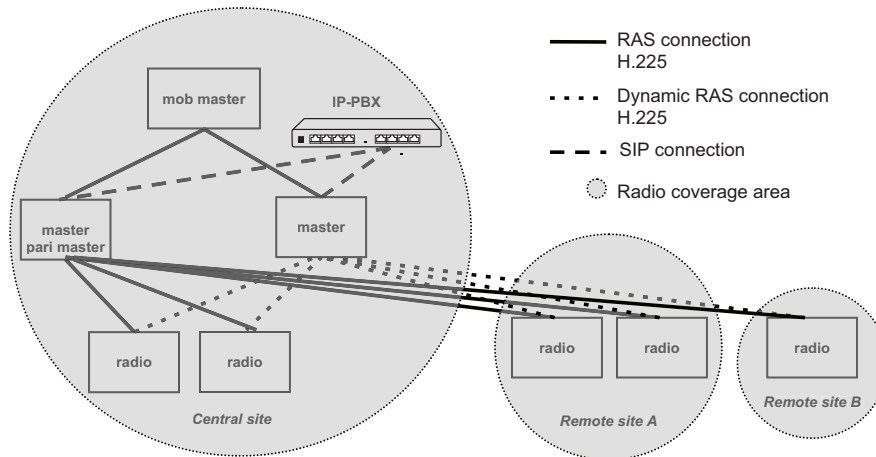 RAS connection
H.225
Dynamic RAS connection
H.225
SIP connection
Radio coverage area
mob master
IP-PBX
master
pari master
master
radio
radio
Central site
radio
radio
Remote site A
radio
Remote site B